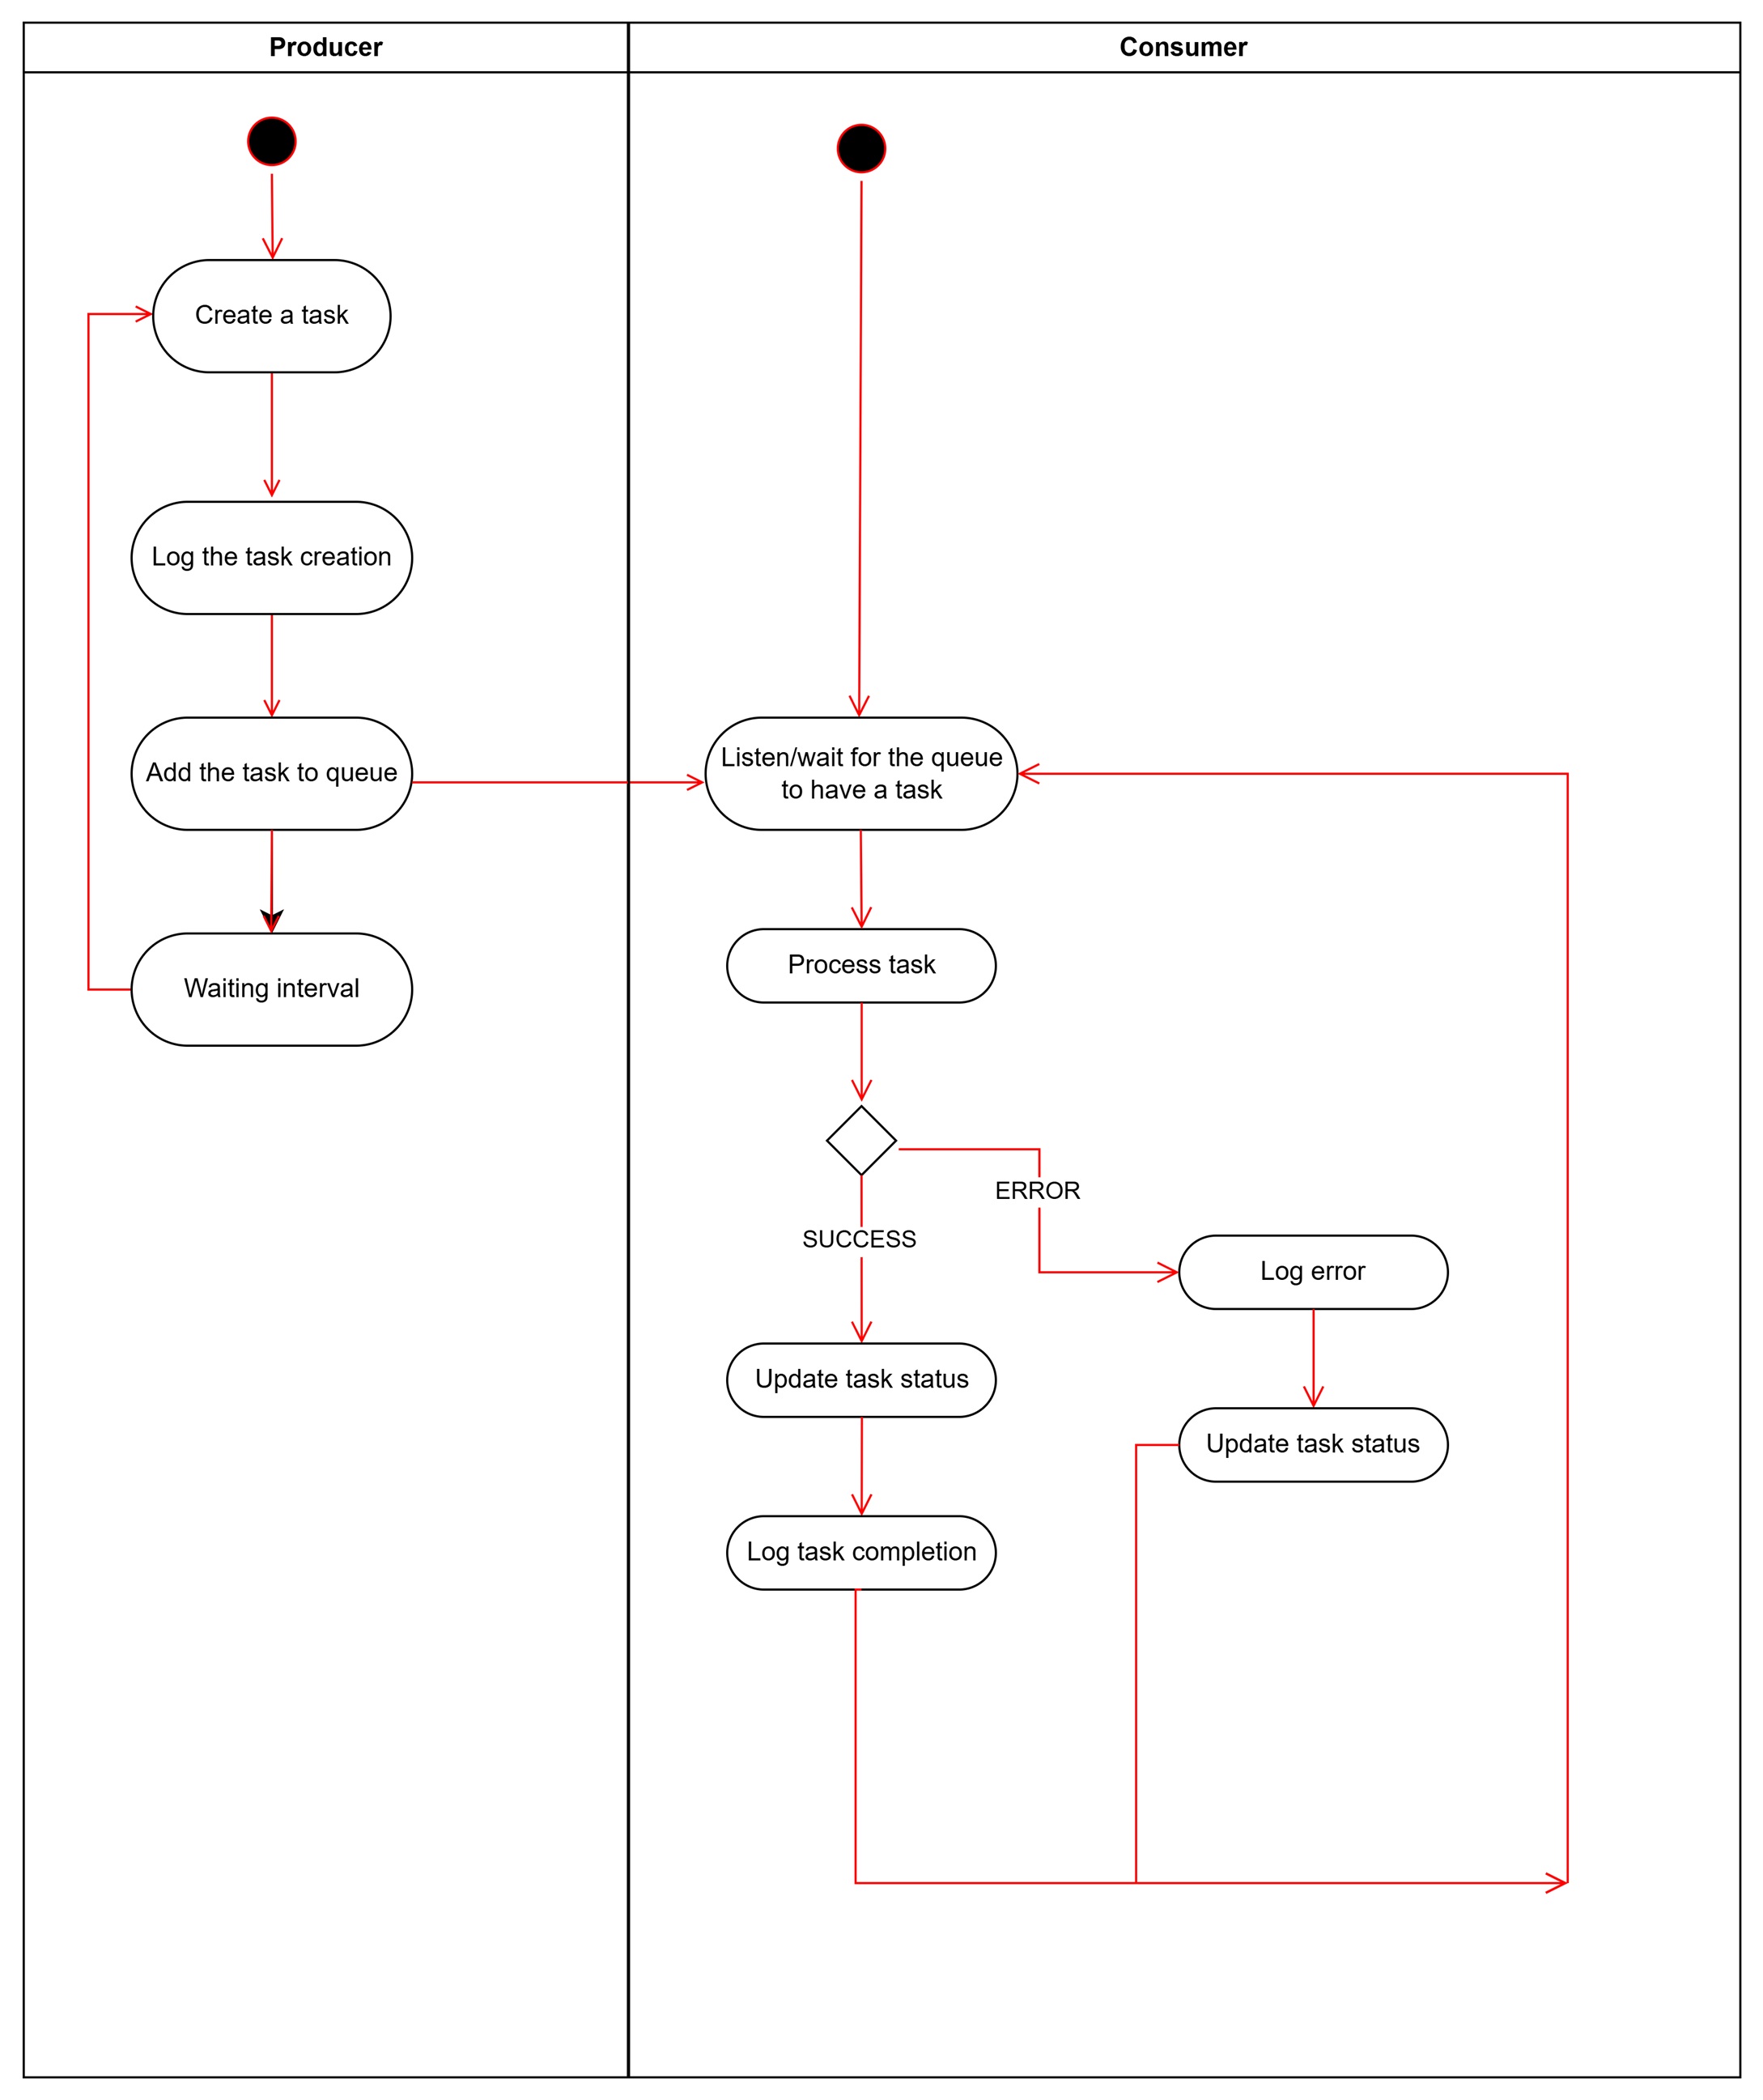 Producer
Consumer
Create a task
Log the task creation
Add the task to queue
Waiting interval
Listen/wait for the queue
to have a task
Process task
ERROR
SUCCESS
Log error
Update task status
Update task status
Log task completion